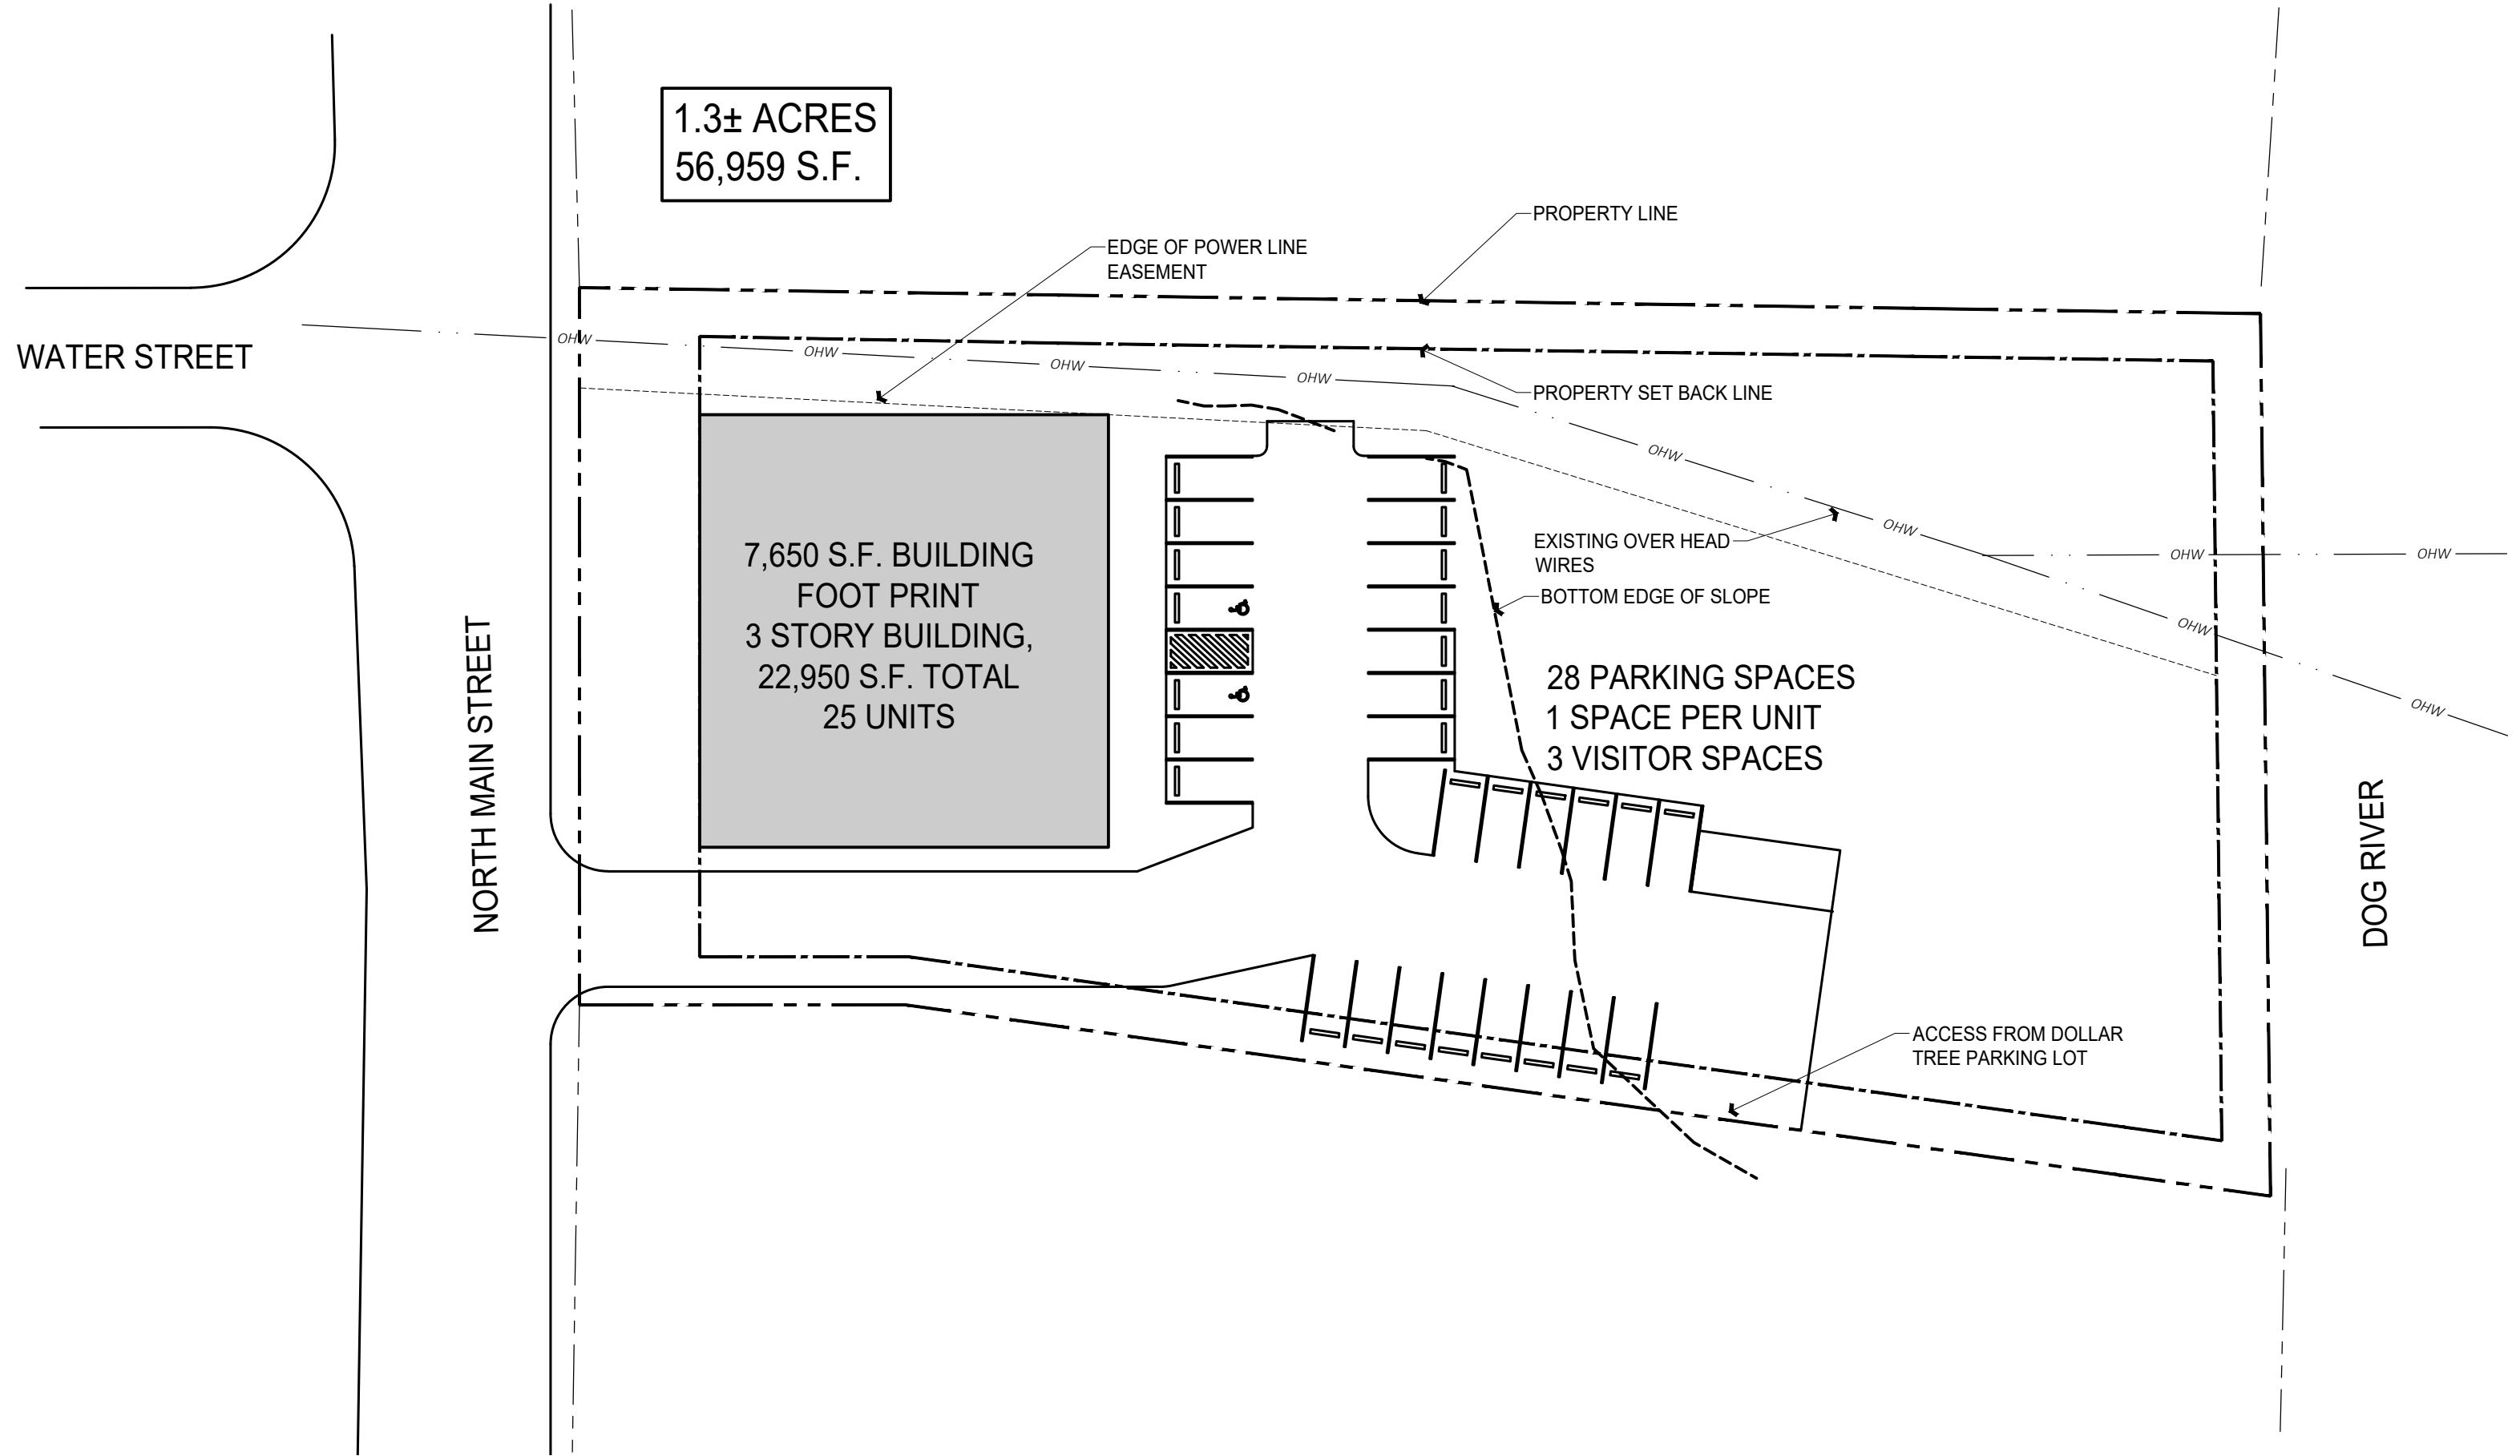 1.3± ACRES
56,959 S.F.
PROPERTY LINE
EDGE OF POWER LINE
EASEMENT
OHW
OHW
OHW
OHW
WATER STREET
PROPERTY SET BACK LINE
OHW
OHW
EXISTING OVER HEAD
WIRES
OHW
OHW
BOTTOM EDGE OF SLOPE
OHW
OHW
7,650 S.F. BUILDING
FOOT PRINT
3 STORY BUILDING,
22,950 S.F. TOTAL
25 UNITS
28 PARKING SPACES
1 SPACE PER UNIT
3 VISITOR SPACES
NORTH MAIN STREET
DOG RIVER
ACCESS FROM DOLLAR
TREE PARKING LOT